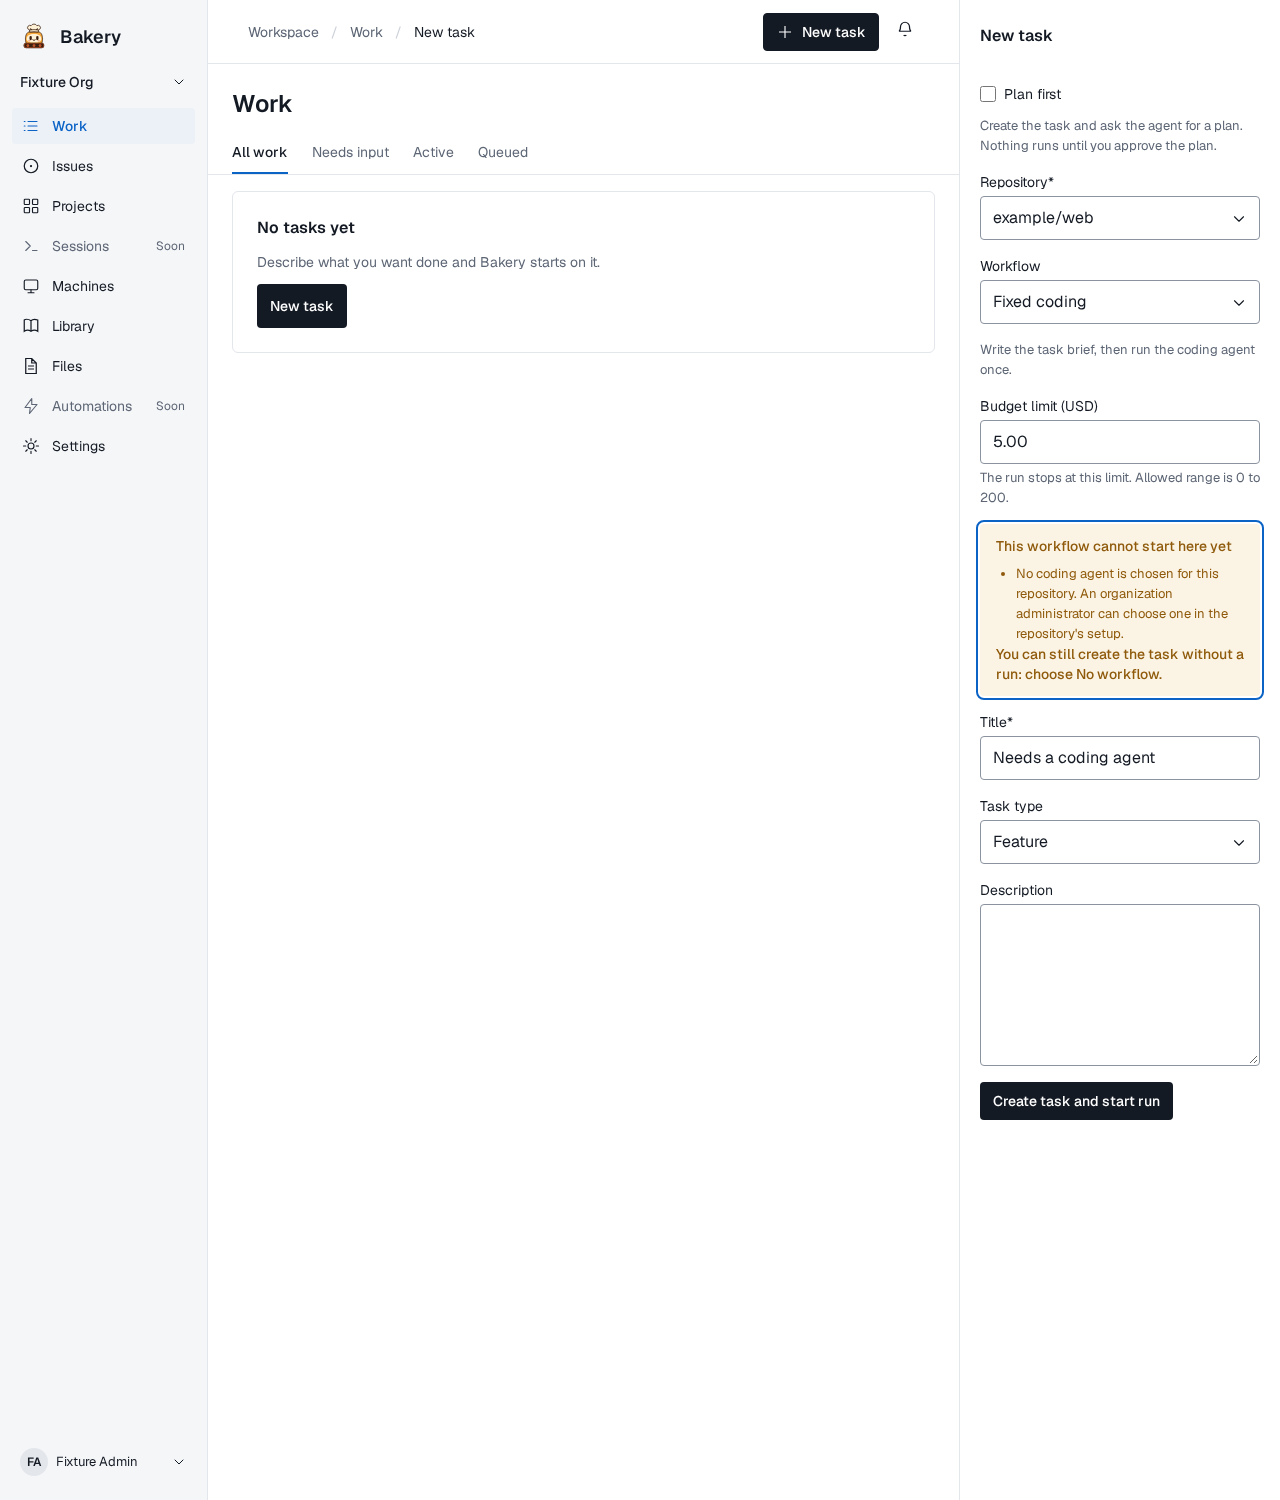 Bakery
Fixture Org
Work
Issues
Projects
Sessions Soon
Machines
Library
Files
Automations Soon
Settings
FA Fixture Admin
Workspace / Work / New task
New task
Work
All work Needs input Active Queued
No tasks yet
Describe what you want done and Bakery starts on it.
New task
New task
Plan first
Create the task and ask the agent for a plan.
Nothing runs until you approve the plan.
Repository*
example/web
Workflow
Fixed coding
Write the task brief, then run the coding agent
once.
Budget limit (USD)
5.00
The run stops at this limit. Allowed range is 0 to
200.
This workflow cannot start here yet
• No coding agent is chosen for this
repository. An organization
administrator can choose one in the
repository's setup.
You can still create the task without a
run: choose No workflow.
Title*
Needs a coding agent
Task type
Feature
Description
Create task and start run